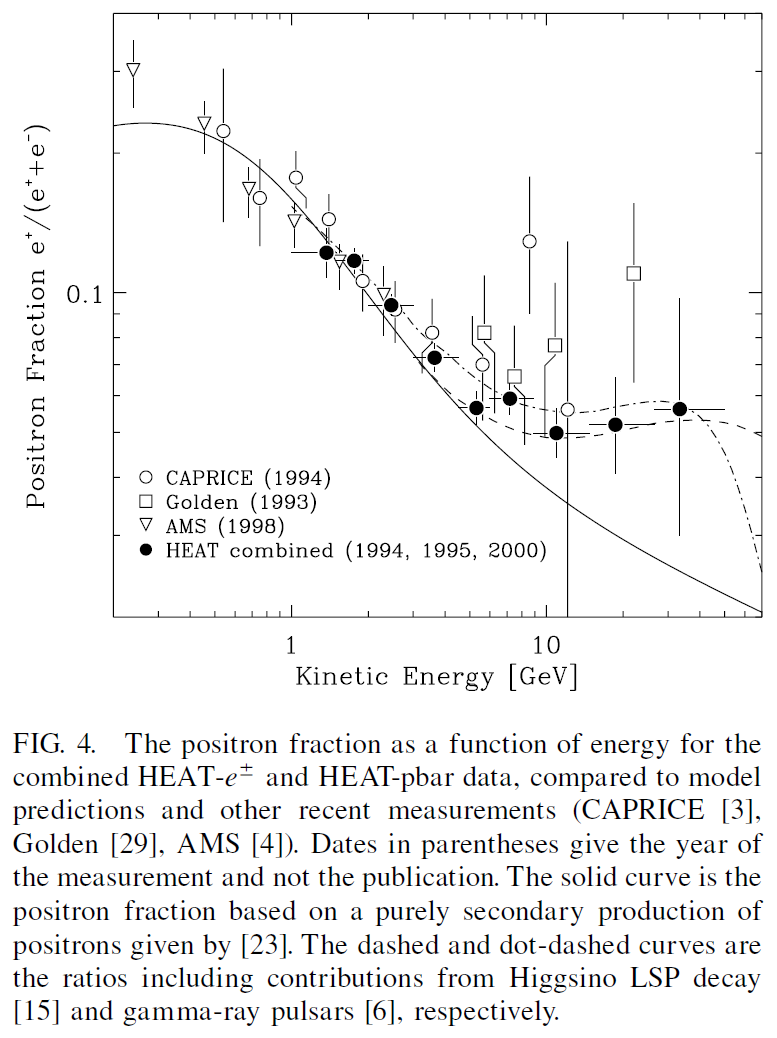 Positron Fraction e⁺/(e⁺+e⁻)
0.1
CAPRICE (1994)
Golden (1993)
AMS (1998)
HEAT combined (1994, 1995, 2000)
1
10
Kinetic Energy [GeV]
FIG. 4. The positron fraction as a function of energy for the
combined HEAT-e± and HEAT-pbar data, compared to model
predictions and other recent measurements (CAPRICE [3],
Golden [29], AMS [4]). Dates in parentheses give the year of
the measurement and not the publication. The solid curve is the
positron fraction based on a purely secondary production of
positrons given by [23]. The dashed and dot-dashed curves are
the ratios including contributions from Higgsino LSP decay
[15] and gamma-ray pulsars [6], respectively.